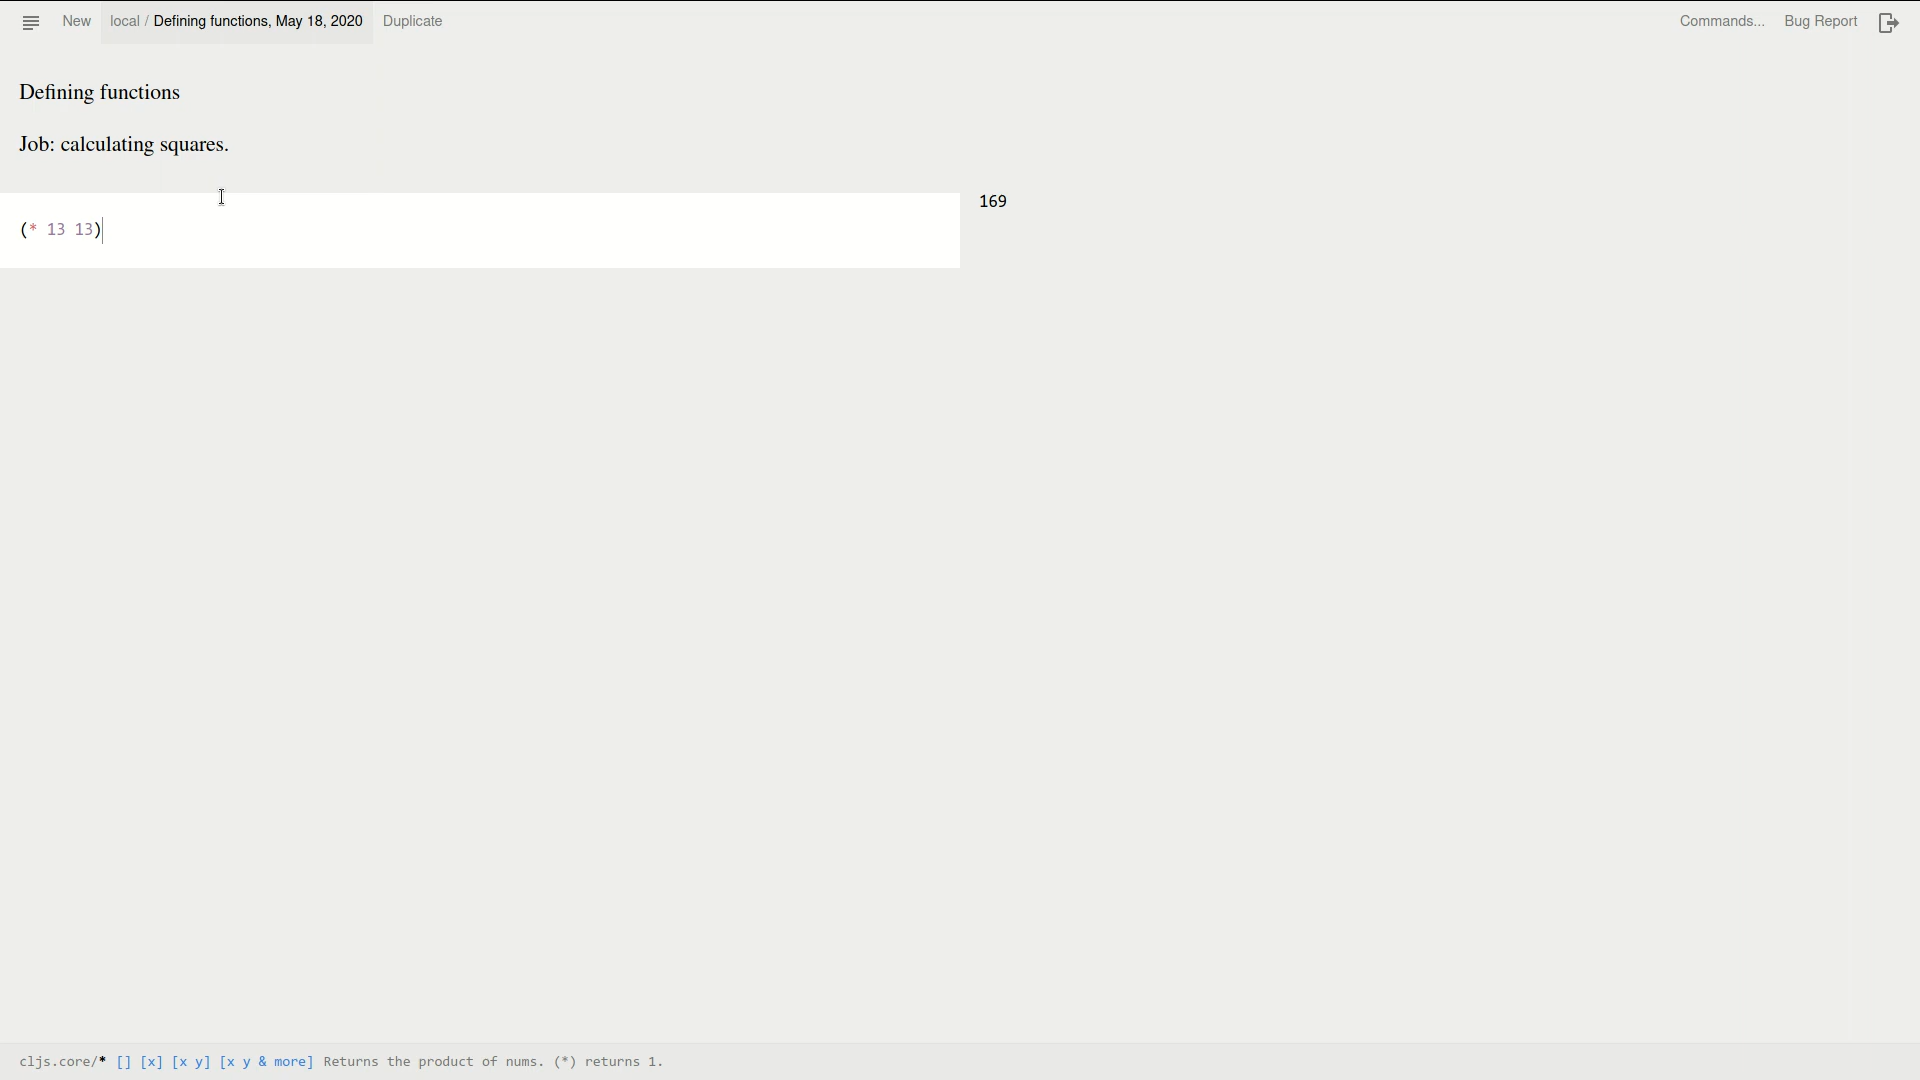 New local / Defining functions, May 18, 2020 Duplicate Commands... Bug Report
Defining functions
Job: calculating squares.
(* 13 13)
169
cljs.core/* [] [x] [x y] [x y & more] Returns the product of nums. (*) returns 1.